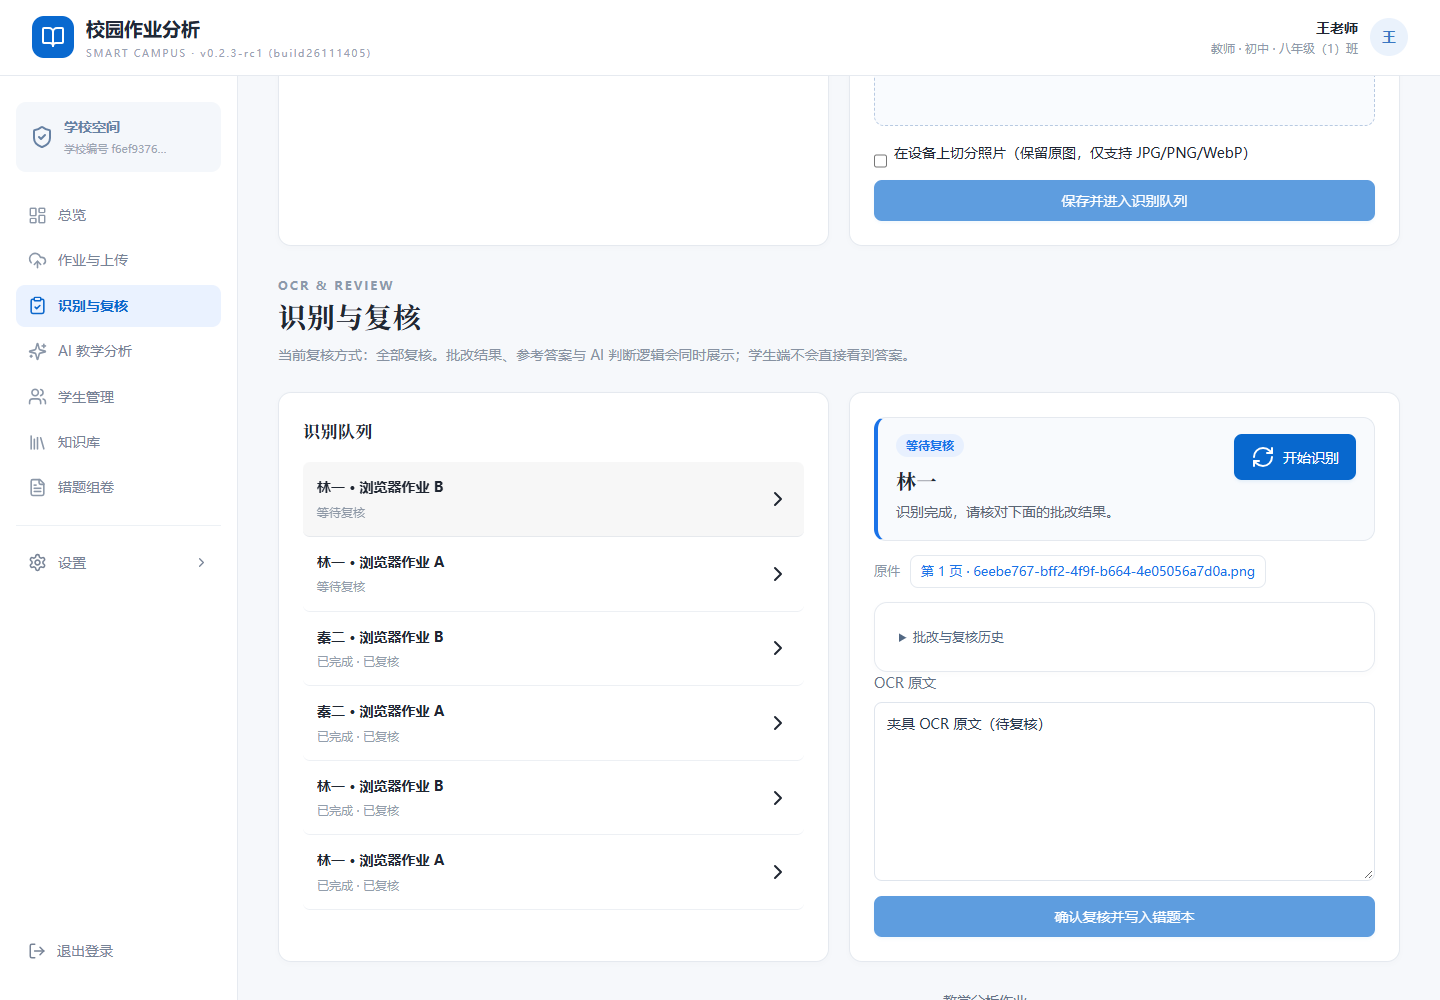 校园作业分析
SMART CAMPUS · v0.2.3-rc1 (build26111405)
王老师
教师 · 初中 · 八年级（1）班
王
学校空间
学校编号 f6ef9376...
总览
作业与上传
识别与复核
AI 教学分析
学生管理
知识库
错题组卷
设置
退出登录
在设备上切分照片（保留原图，仅支持 JPG/PNG/WebP）
保存并进入识别队列
OCR & REVIEW
识别与复核
当前复核方式：全部复核。批改结果、参考答案与 AI 判断逻辑会同时展示；学生端不会直接看到答案。
识别队列
林一 • 浏览器作业 B
等待复核
林一 • 浏览器作业 A
等待复核
秦二 • 浏览器作业 B
已完成 · 已复核
秦二 • 浏览器作业 A
已完成 · 已复核
林一 • 浏览器作业 B
已完成 · 已复核
林一 • 浏览器作业 A
已完成 · 已复核
等待复核
林一
识别完成，请核对下面的批改结果。
开始识别
原件
第 1 页 · 6eebe767-bff2-4f9f-b664-4e05056a7d0a.png
批改与复核历史
OCR 原文
夹具 OCR 原文（待复核）
确认复核并写入错题本
教学分析作业